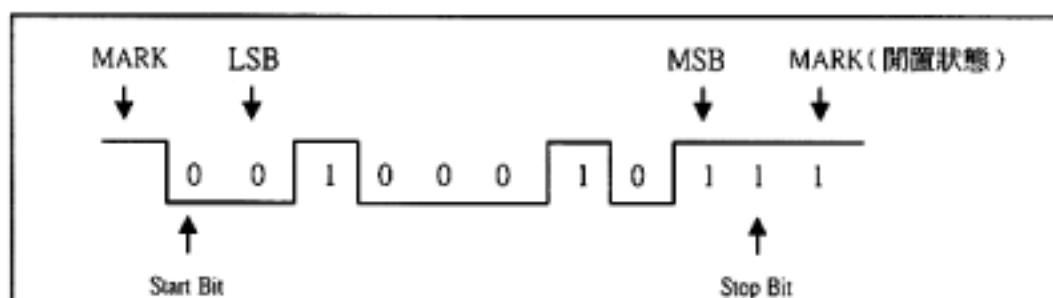 MARK LSB MSB MARK(閒置狀態)
0 0 1 0 0 0 1 0 1 1 1
Start Bit Stop Bit